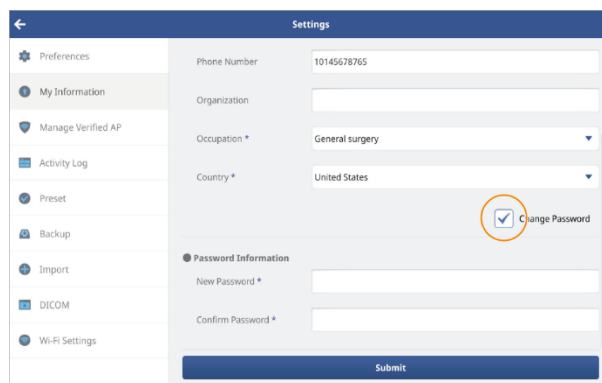 Settings
Preferences
My Information
Manage Verified AP
Activity Log
Preset
Backup
Import
DICOM
Wi-Fi Settings
Phone Number 10145678765
Organization
Occupation * General surgery
Country * United States
Change Password
Password Information
New Password *
Confirm Password *
Submit